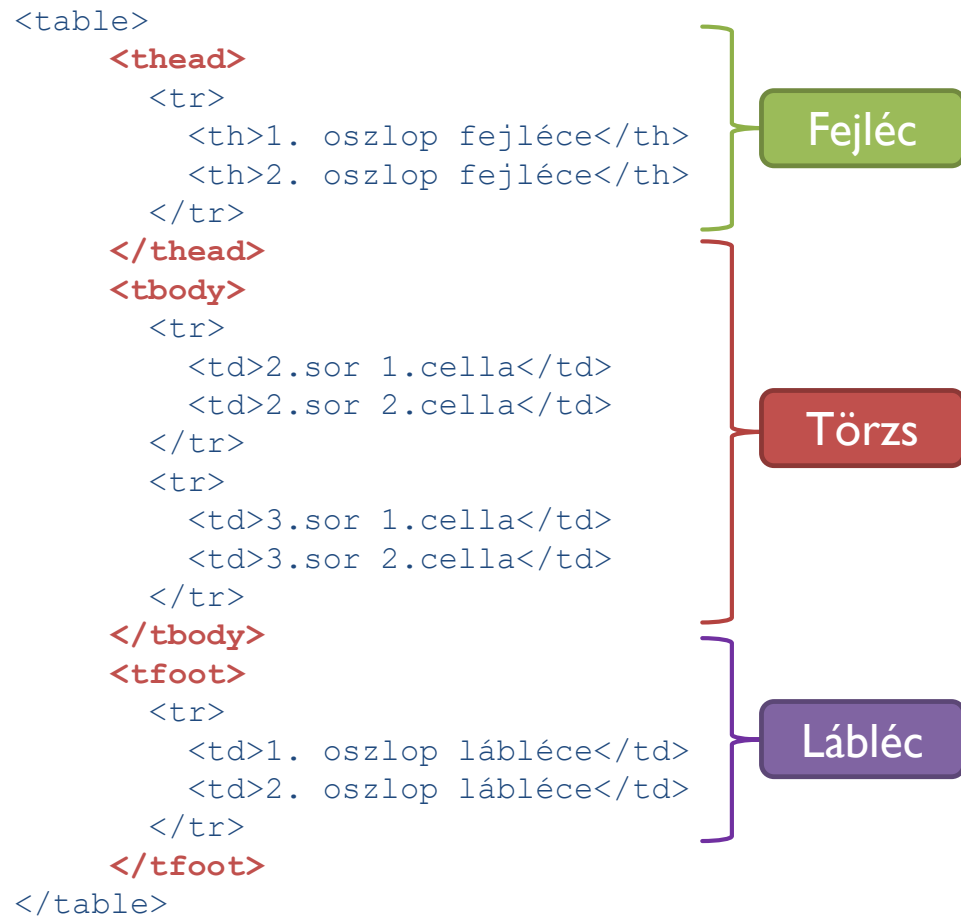 <table>
<thead>
<tr>
<th>1. oszlop fejléce</th>
<th>2. oszlop fejléce</th>
</tr>
</thead>
Fejléc
<tbody>
<tr>
<td>2.sor 1.cella</td>
<td>2.sor 2.cella</td>
</tr>
<tr>
<td>3.sor 1.cella</td>
<td>3.sor 2.cella</td>
</tr>
</tbody>
Törzs
<tfoot>
<tr>
<td>1. oszlop lábléce</td>
<td>2. oszlop lábléce</td>
</tr>
</tfoot>
Lábléc
</table>